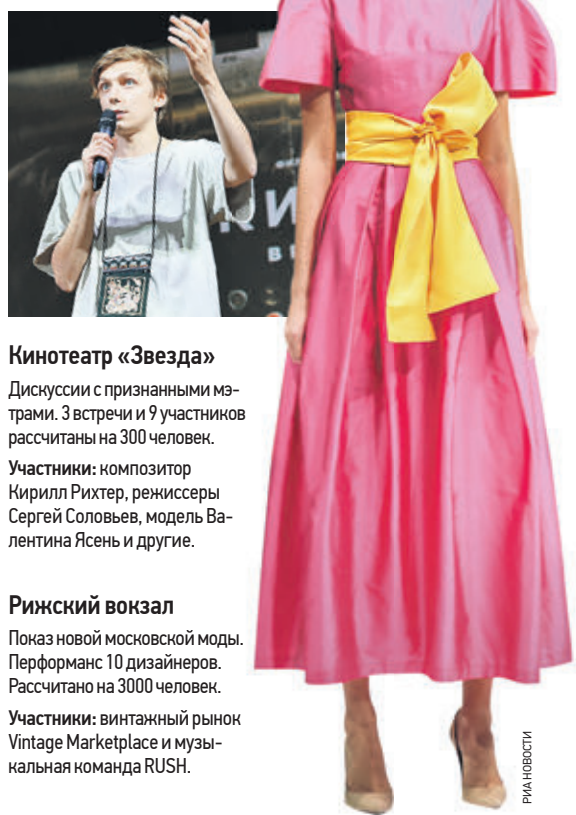 КИ
В
Кинотеатр «Звезда»
Дискуссии с признанными мэ-
трами. 3 встречи и 9 участников
рассчитаны на 300 человек.
Участники: композитор
Кирилл Рихтер, режиссеры
Сергей Соловьев, модель Ва-
лентина Ясень и другие.
Рижский вокзал
Показ новой московской моды.
Перформанс 10 дизайнеров.
Рассчитано на 3000 человек.
Участники: винтажный рынок
Vintage Marketplace и музы-
кальная команда RUSH.
РИА НОВОСТИ